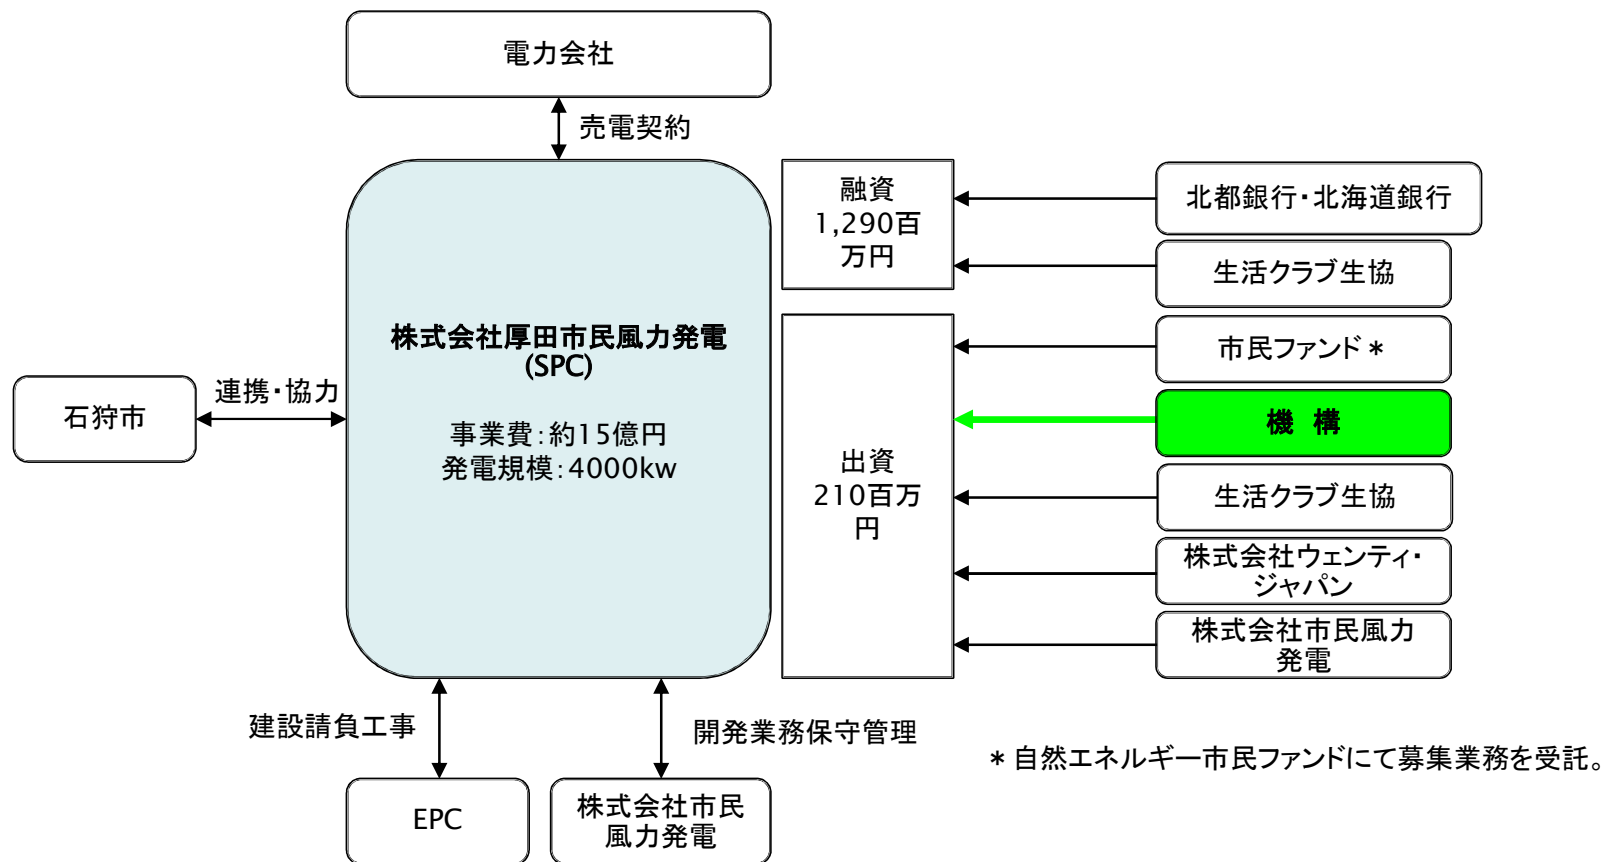 電力会社
売電契約
融資
1,290百
万円
北都銀行・北海道銀行
生活クラブ生協
株式会社厚田市民風力発電
(SPC)
事業費：約15億円
発電規模：4000kw
石狩市
連携・協力
出資
210百万
円
市民ファンド＊
機 構
生活クラブ生協
株式会社ウェンティ・
ジャパン
株式会社市民風力
発電
建設請負工事
開発業務保守管理
＊自然エネルギー市民ファンドにて募集業務を受託。
EPC
株式会社市民
風力発電